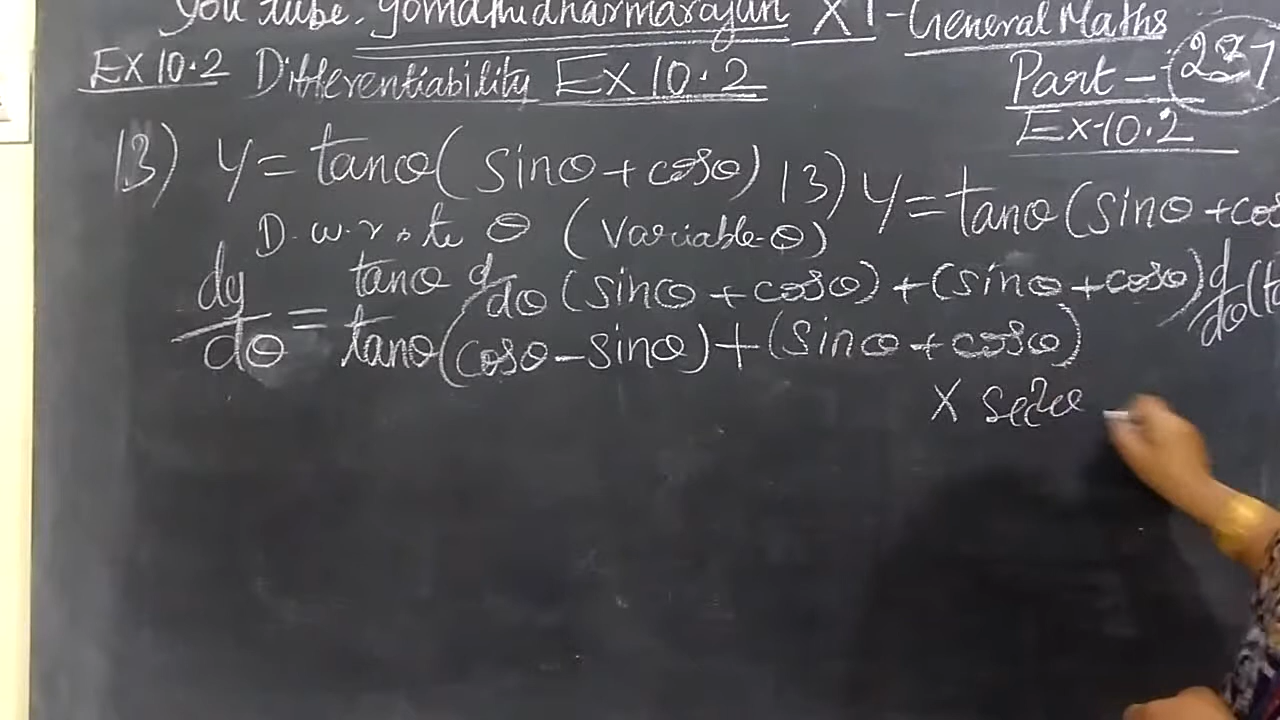 You tube. gomathidharmarajan XI - General Maths
Ex 10.2 Differentiability Ex 10.2 Part - 237
Ex-10.2
13) y = tanθ(sinθ + cosθ) 13) y = tanθ(sinθ + cos
D. w. r. to θ (variable-θ)
dy/dθ = tanθ d/dθ (sinθ + cosθ) + (sinθ + cosθ) d/dθ (ta
tanθ(cosθ - sinθ) + (sinθ + cosθ)
× sec²θ